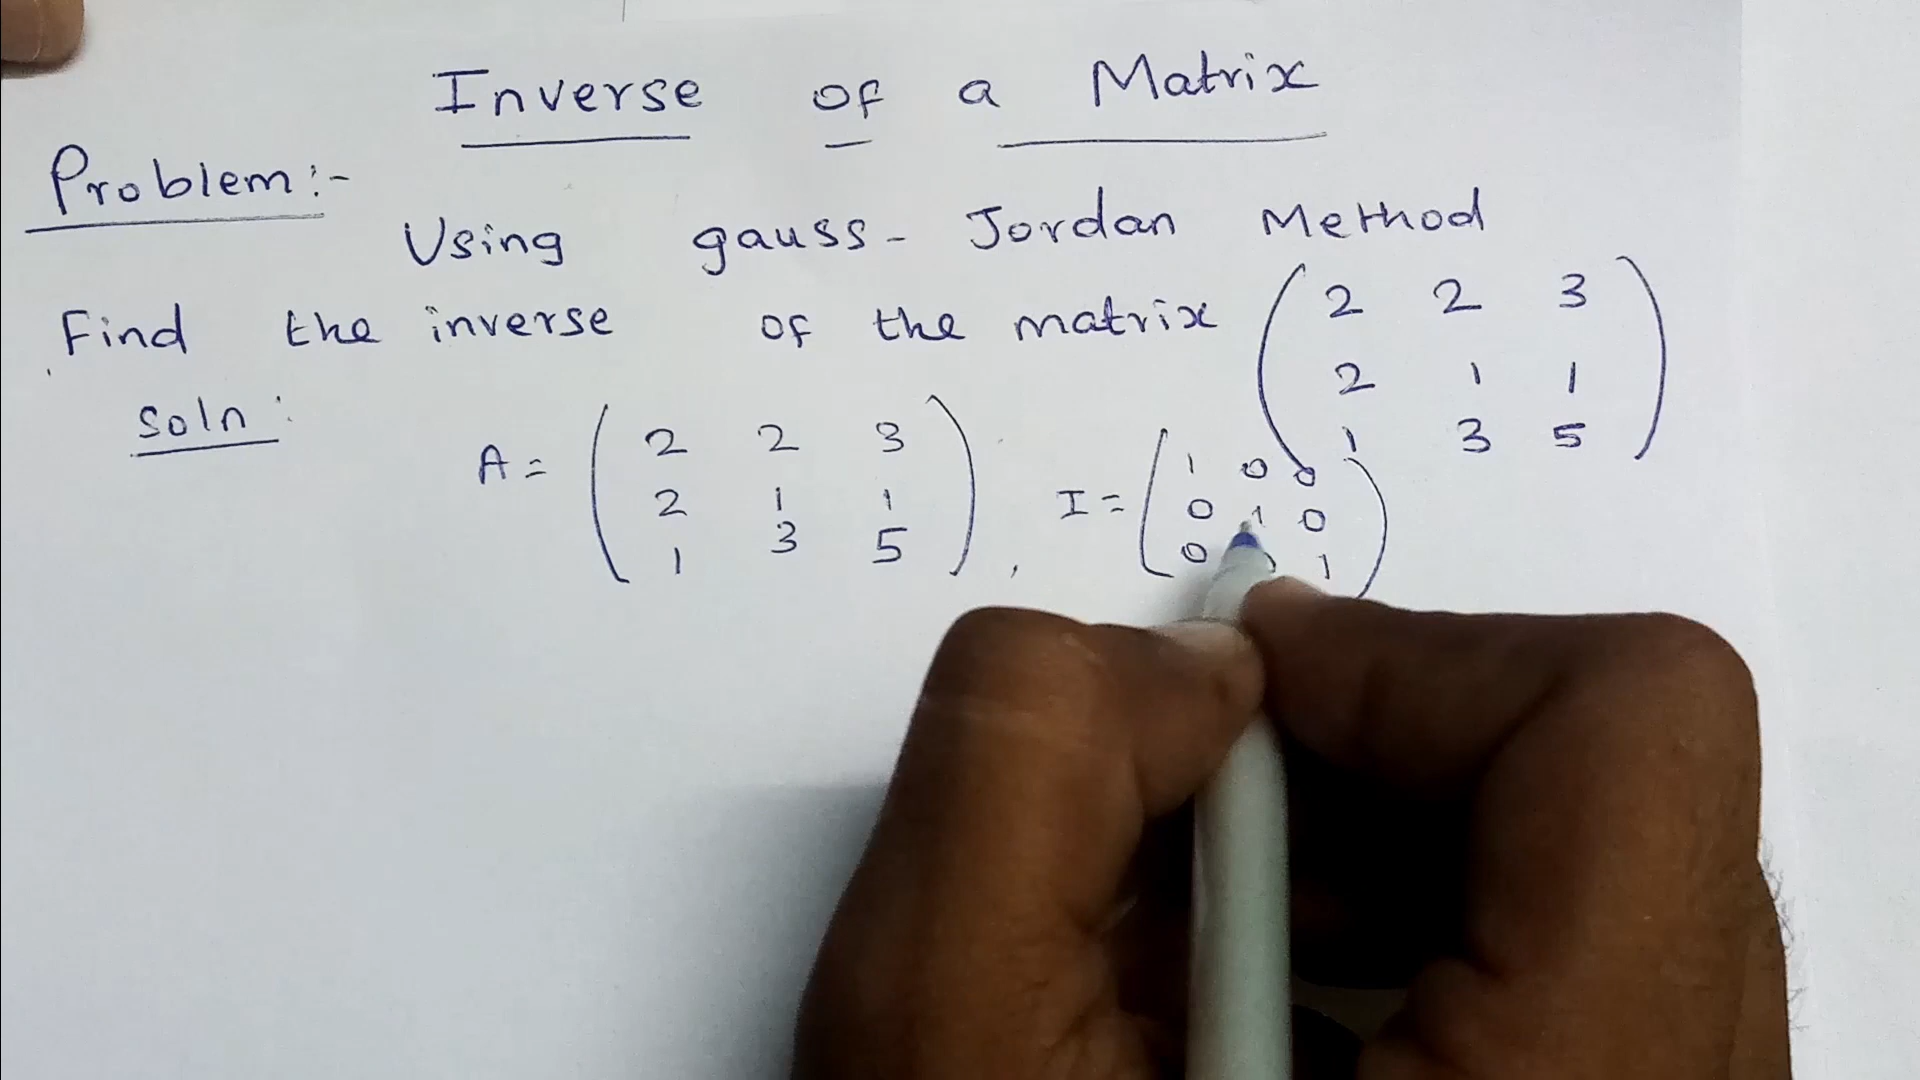 Inverse of a Matrix
Problem:-
Using gauss-Jordan Method
Find the inverse of the matrix
2 2 3
2 1 1
1 3 5
Soln:
A =
2 2 3
2 1 1
1 3 5
,
I =
1 0 0
0 1 0
0 1